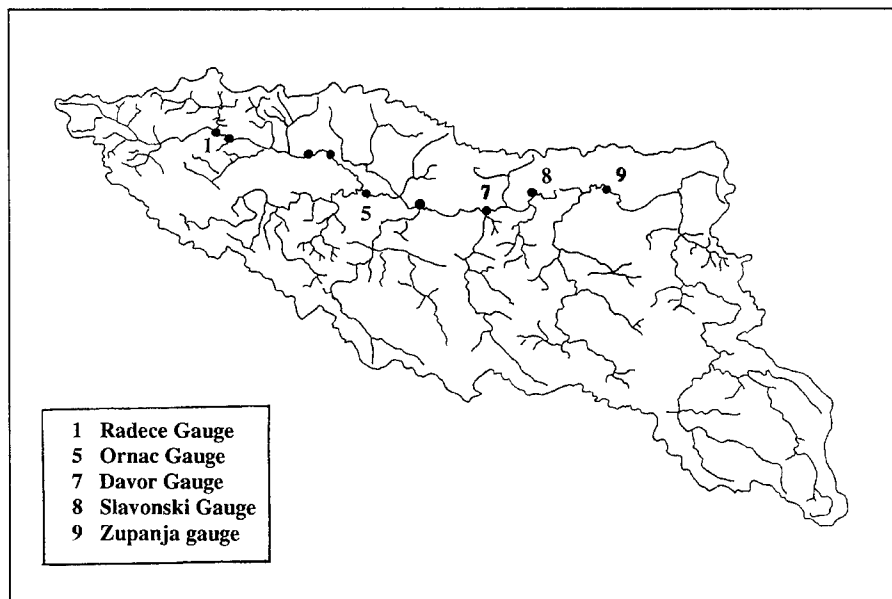 1
8
9
7
5
1 Radece Gauge
5 Ornac Gauge
7 Davor Gauge
8 Slavonski Gauge
9 Zupanja gauge